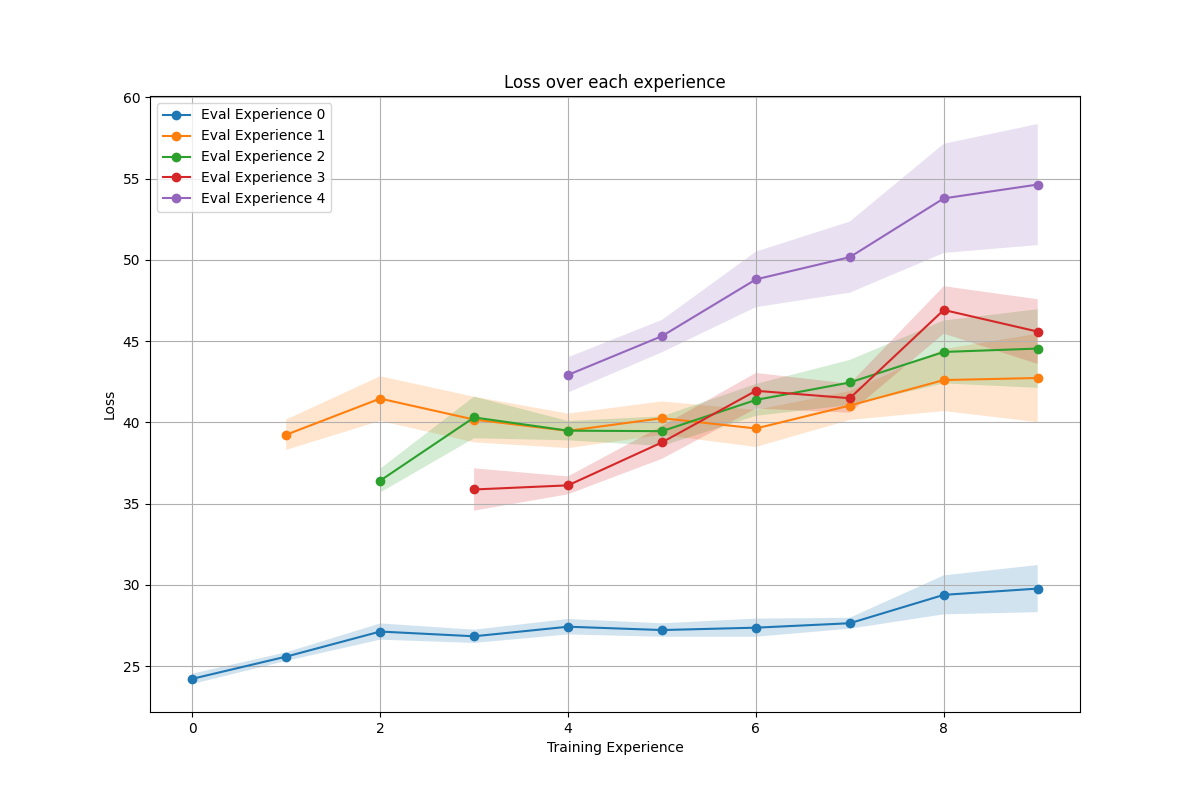 Loss over each experience
Eval Experience 0
Eval Experience 1
Eval Experience 2
Eval Experience 3
Eval Experience 4
Loss
60
55
50
45
40
35
30
25
0 2 4 6 8
Training Experience